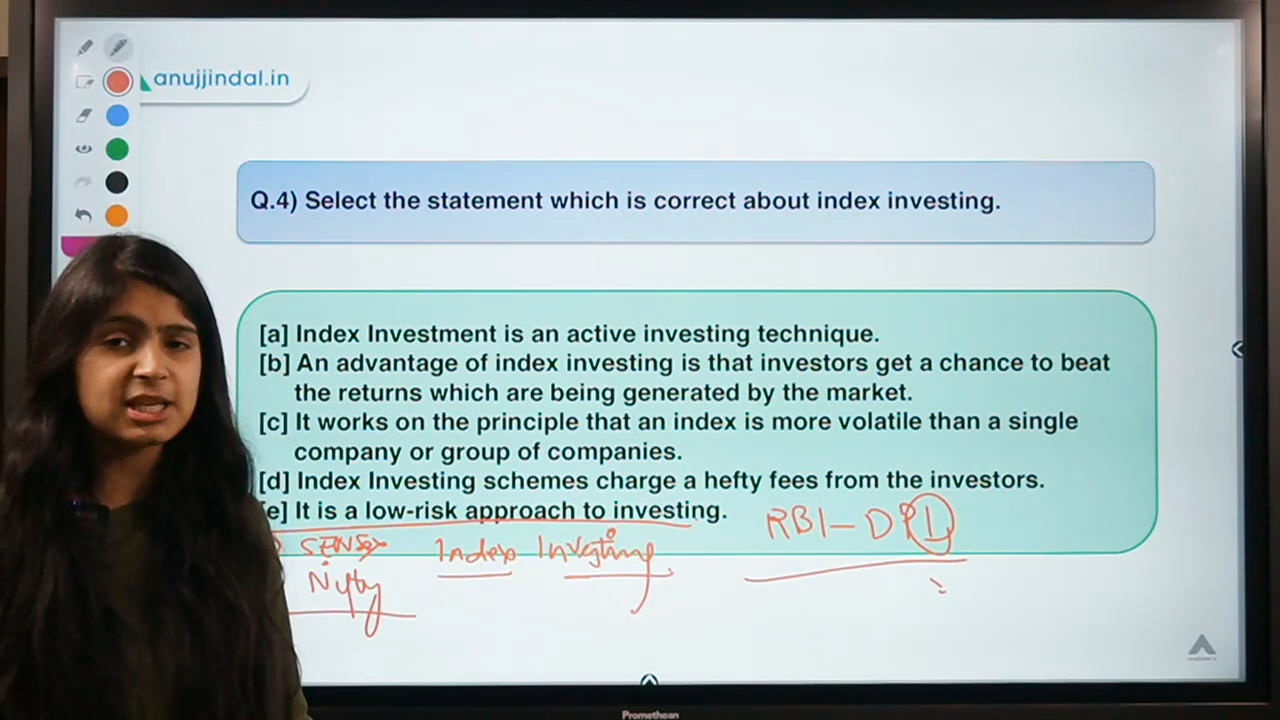 anujjindal.in
Q.4) Select the statement which is correct about index investing.
[a] Index Investment is an active investing technique.
[b] An advantage of index investing is that investors get a chance to beat
the returns which are being generated by the market.
[c] It works on the principle that an index is more volatile than a single
company or group of companies.
[d] Index Investing schemes charge a hefty fees from the investors.
e] It is a low-risk approach to investing.
RBI - DPI
SENSex Index Investing
Nifty
Promethean